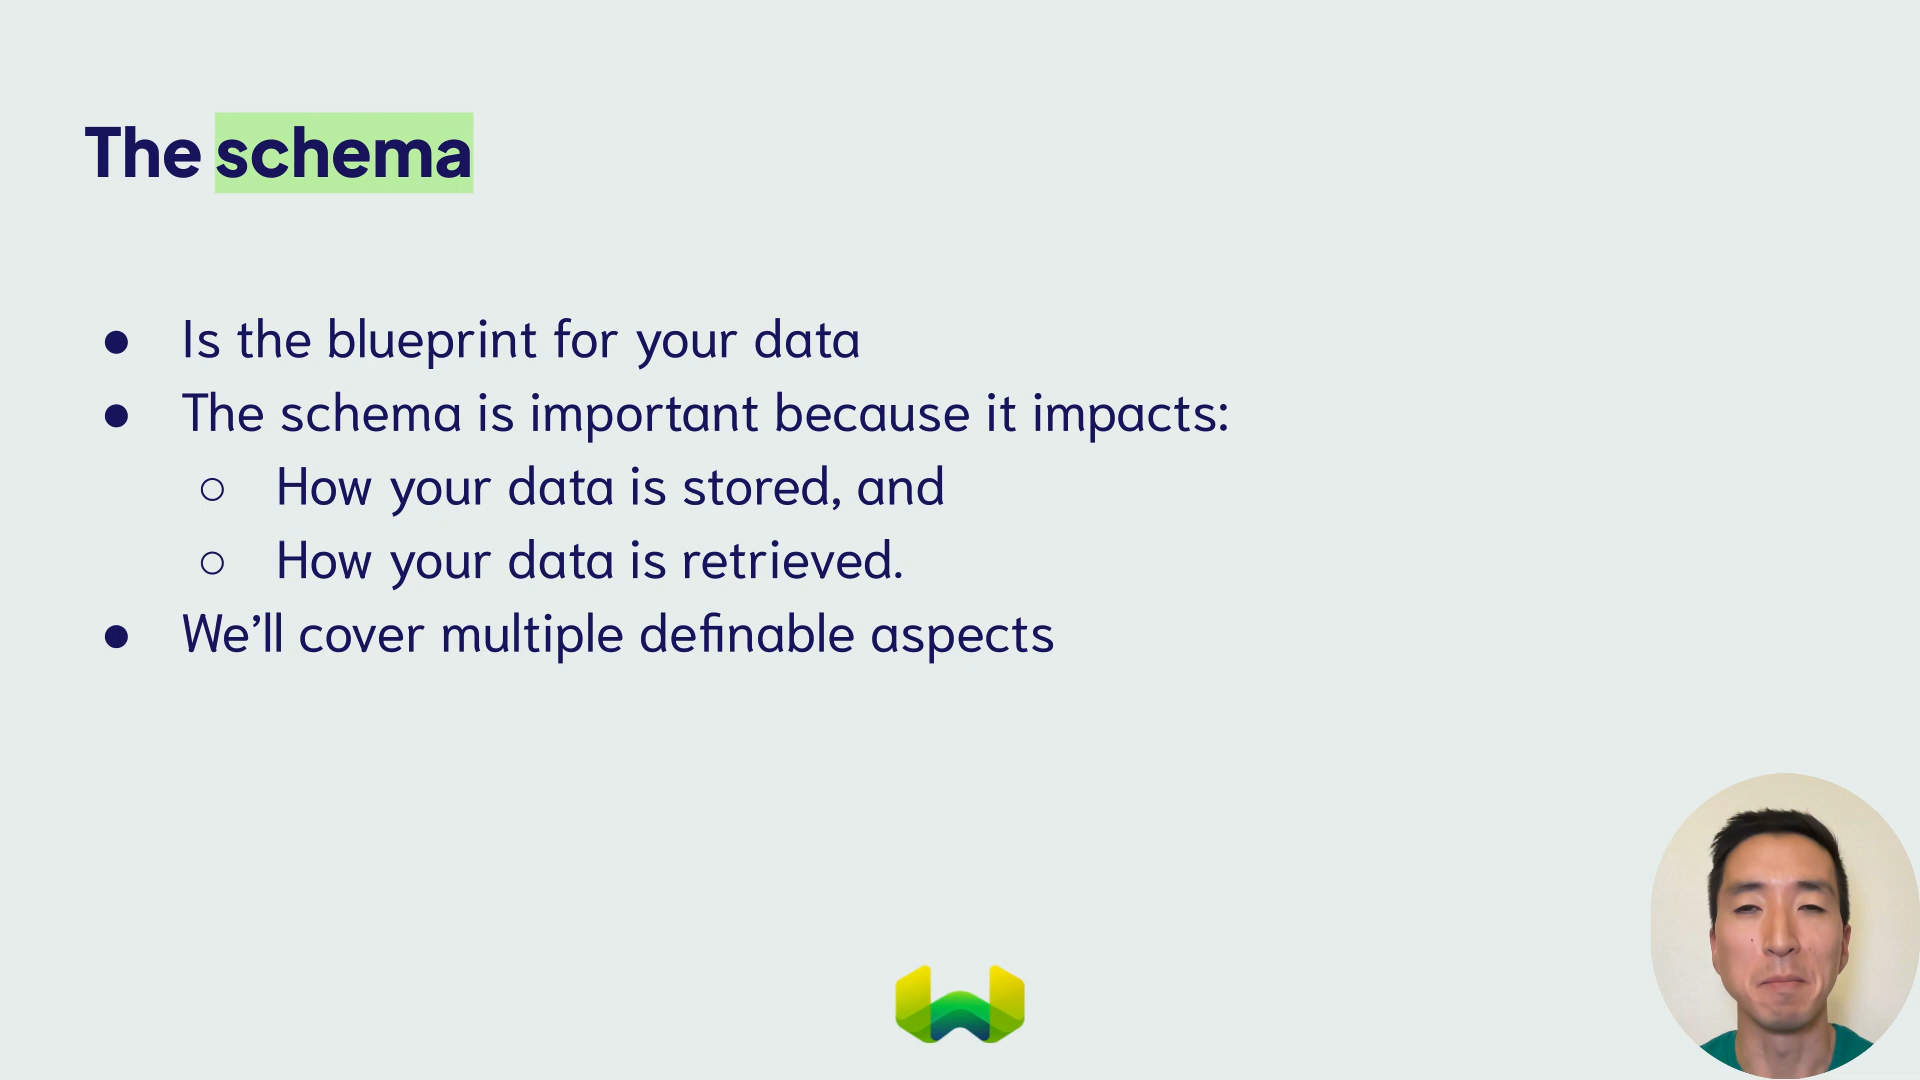 The schema
● Is the blueprint for your data
● The schema is important because it impacts:
○ How your data is stored, and
○ How your data is retrieved.
● We’ll cover multiple definable aspects